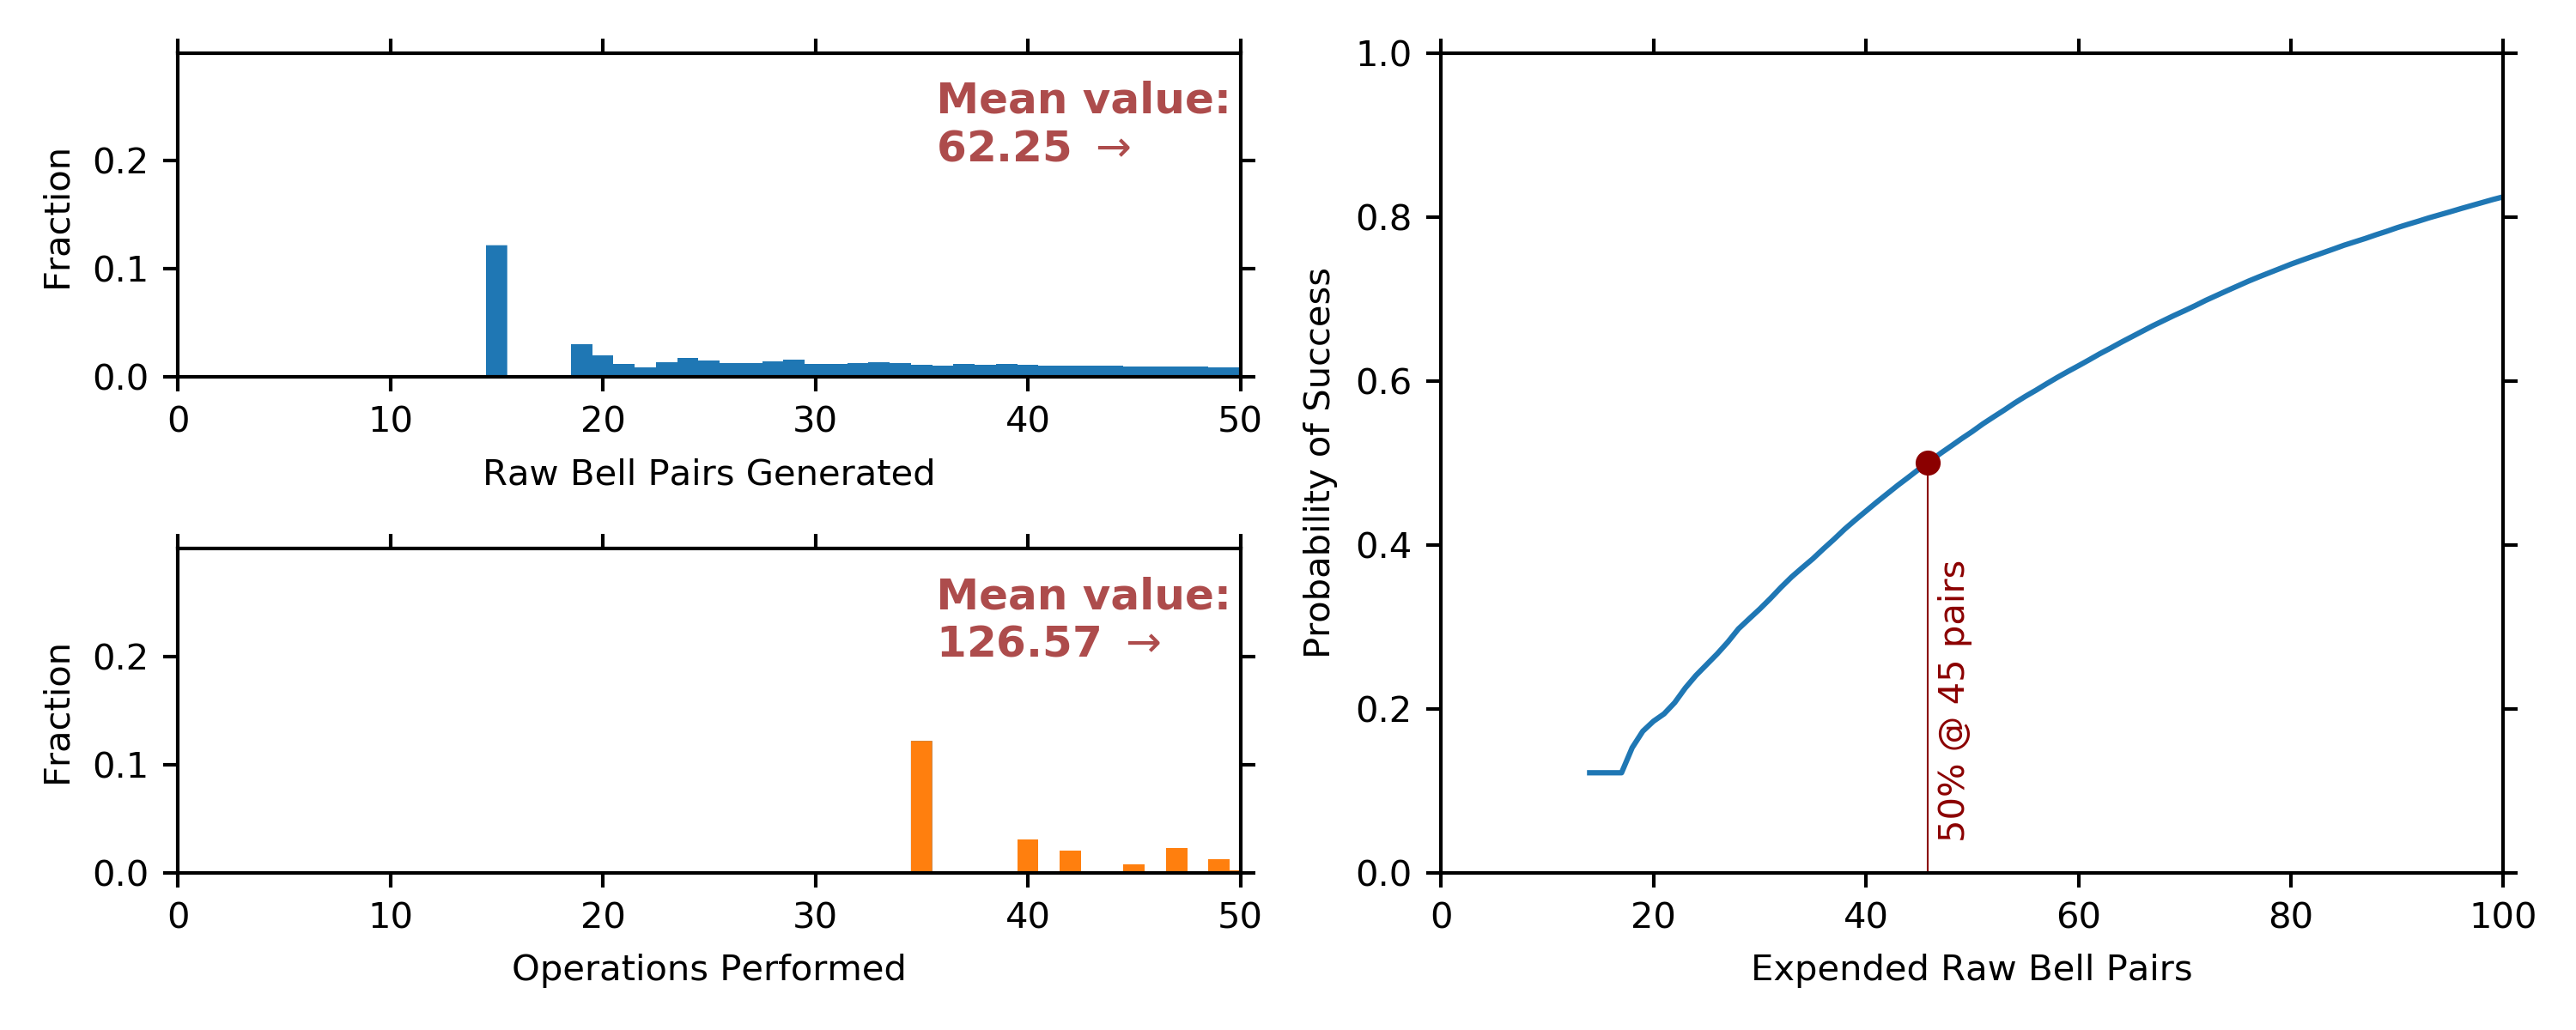 Mean value:
62.25 →
Fraction
0.2
0.1
0.0
0 10 20 30 40 50
Raw Bell Pairs Generated
Mean value:
126.57 →
Fraction
0.2
0.1
0.0
0 10 20 30 40 50
Operations Performed
Probability of Success
1.0
0.8
0.6
0.4
0.2
0.0
50% @ 45 pairs
0 20 40 60 80 100
Expended Raw Bell Pairs